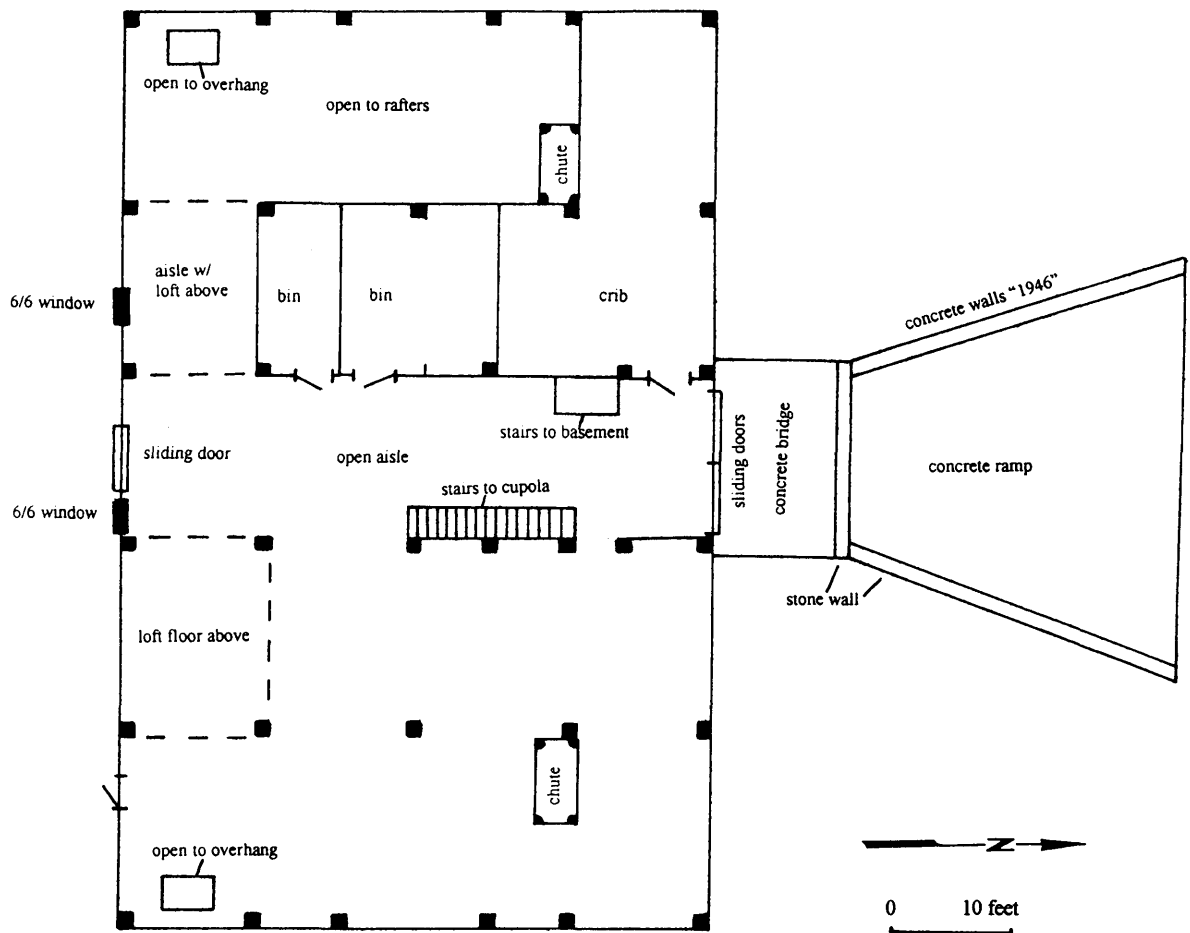 open to overhang
open to rafters
chute
aisle w/
loft above
6/6 window
bin
bin
crib
concrete walls "1946"
sliding door
open aisle
stairs to basement
sliding doors
concrete bridge
concrete ramp
6/6 window
stairs to cupola
stone wall
loft floor above
chute
open to overhang
N
0 10 feet